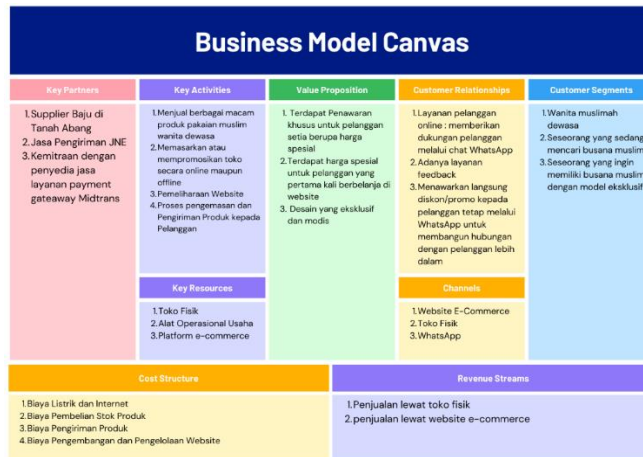 Business Model Canvas
Key Partners
1.Supplier Baju di
Tanah Abang
2.Jasa Pengiriman JNE
3.Kemitraan dengan
penyedia jasa
layanan payment
gateaway Midtrans
Key Activities
1.Menjual berbagai macam
produk pakaian muslim
wanita dewasa
2.Memasarkan atau
mempromosikan toko
secara online maupun
offline
3.Pemeliharaan Website
4.Proses pengemasan dan
Pengiriman Produk kepada
Pelanggan
Key Resources
1.Toko Fisik
2.Alat Operasional Usaha
3.Platform e-commerce
Value Proposition
1. Terdapat Penawaran
khusus untuk pelanggan
setia berupa harga
spesial
2.Terdapat harga spesial
untuk pelanggan yang
pertama kali berbelanja di
website
3. Desain yang eksklusif
dan modis
Customer Relationships
1.Layanan pelanggan
online : memberikan
dukungan pelanggan
melalui chat WhatsApp
2.Adanya layanan
feedback
3.Menawarkan langsung
diskon/promo kepada
pelanggan tetap melalui
WhatsApp untuk
membangun hubungan
dengan pelanggan lebih
dalam
Channels
1.Website E-Commerce
2.Toko Fisik
3.WhatsApp
Customer Segments
1.Wanita muslimah
dewasa
2.Seseorang yang sedang
mencari busana muslim
3.Seseorang yang ingin
memiliki busana muslim
dengan model eksklusif
Cost Structure
1.Biaya Listrik dan Internet
2.Biaya Pembelian Stok Produk
3.Biaya Pengiriman Produk
4.Biaya Pengembangan dan Pengelolaan Website
Revenue Streams
1.Penjualan lewat toko fisik
2.penjualan lewat website e-commerce